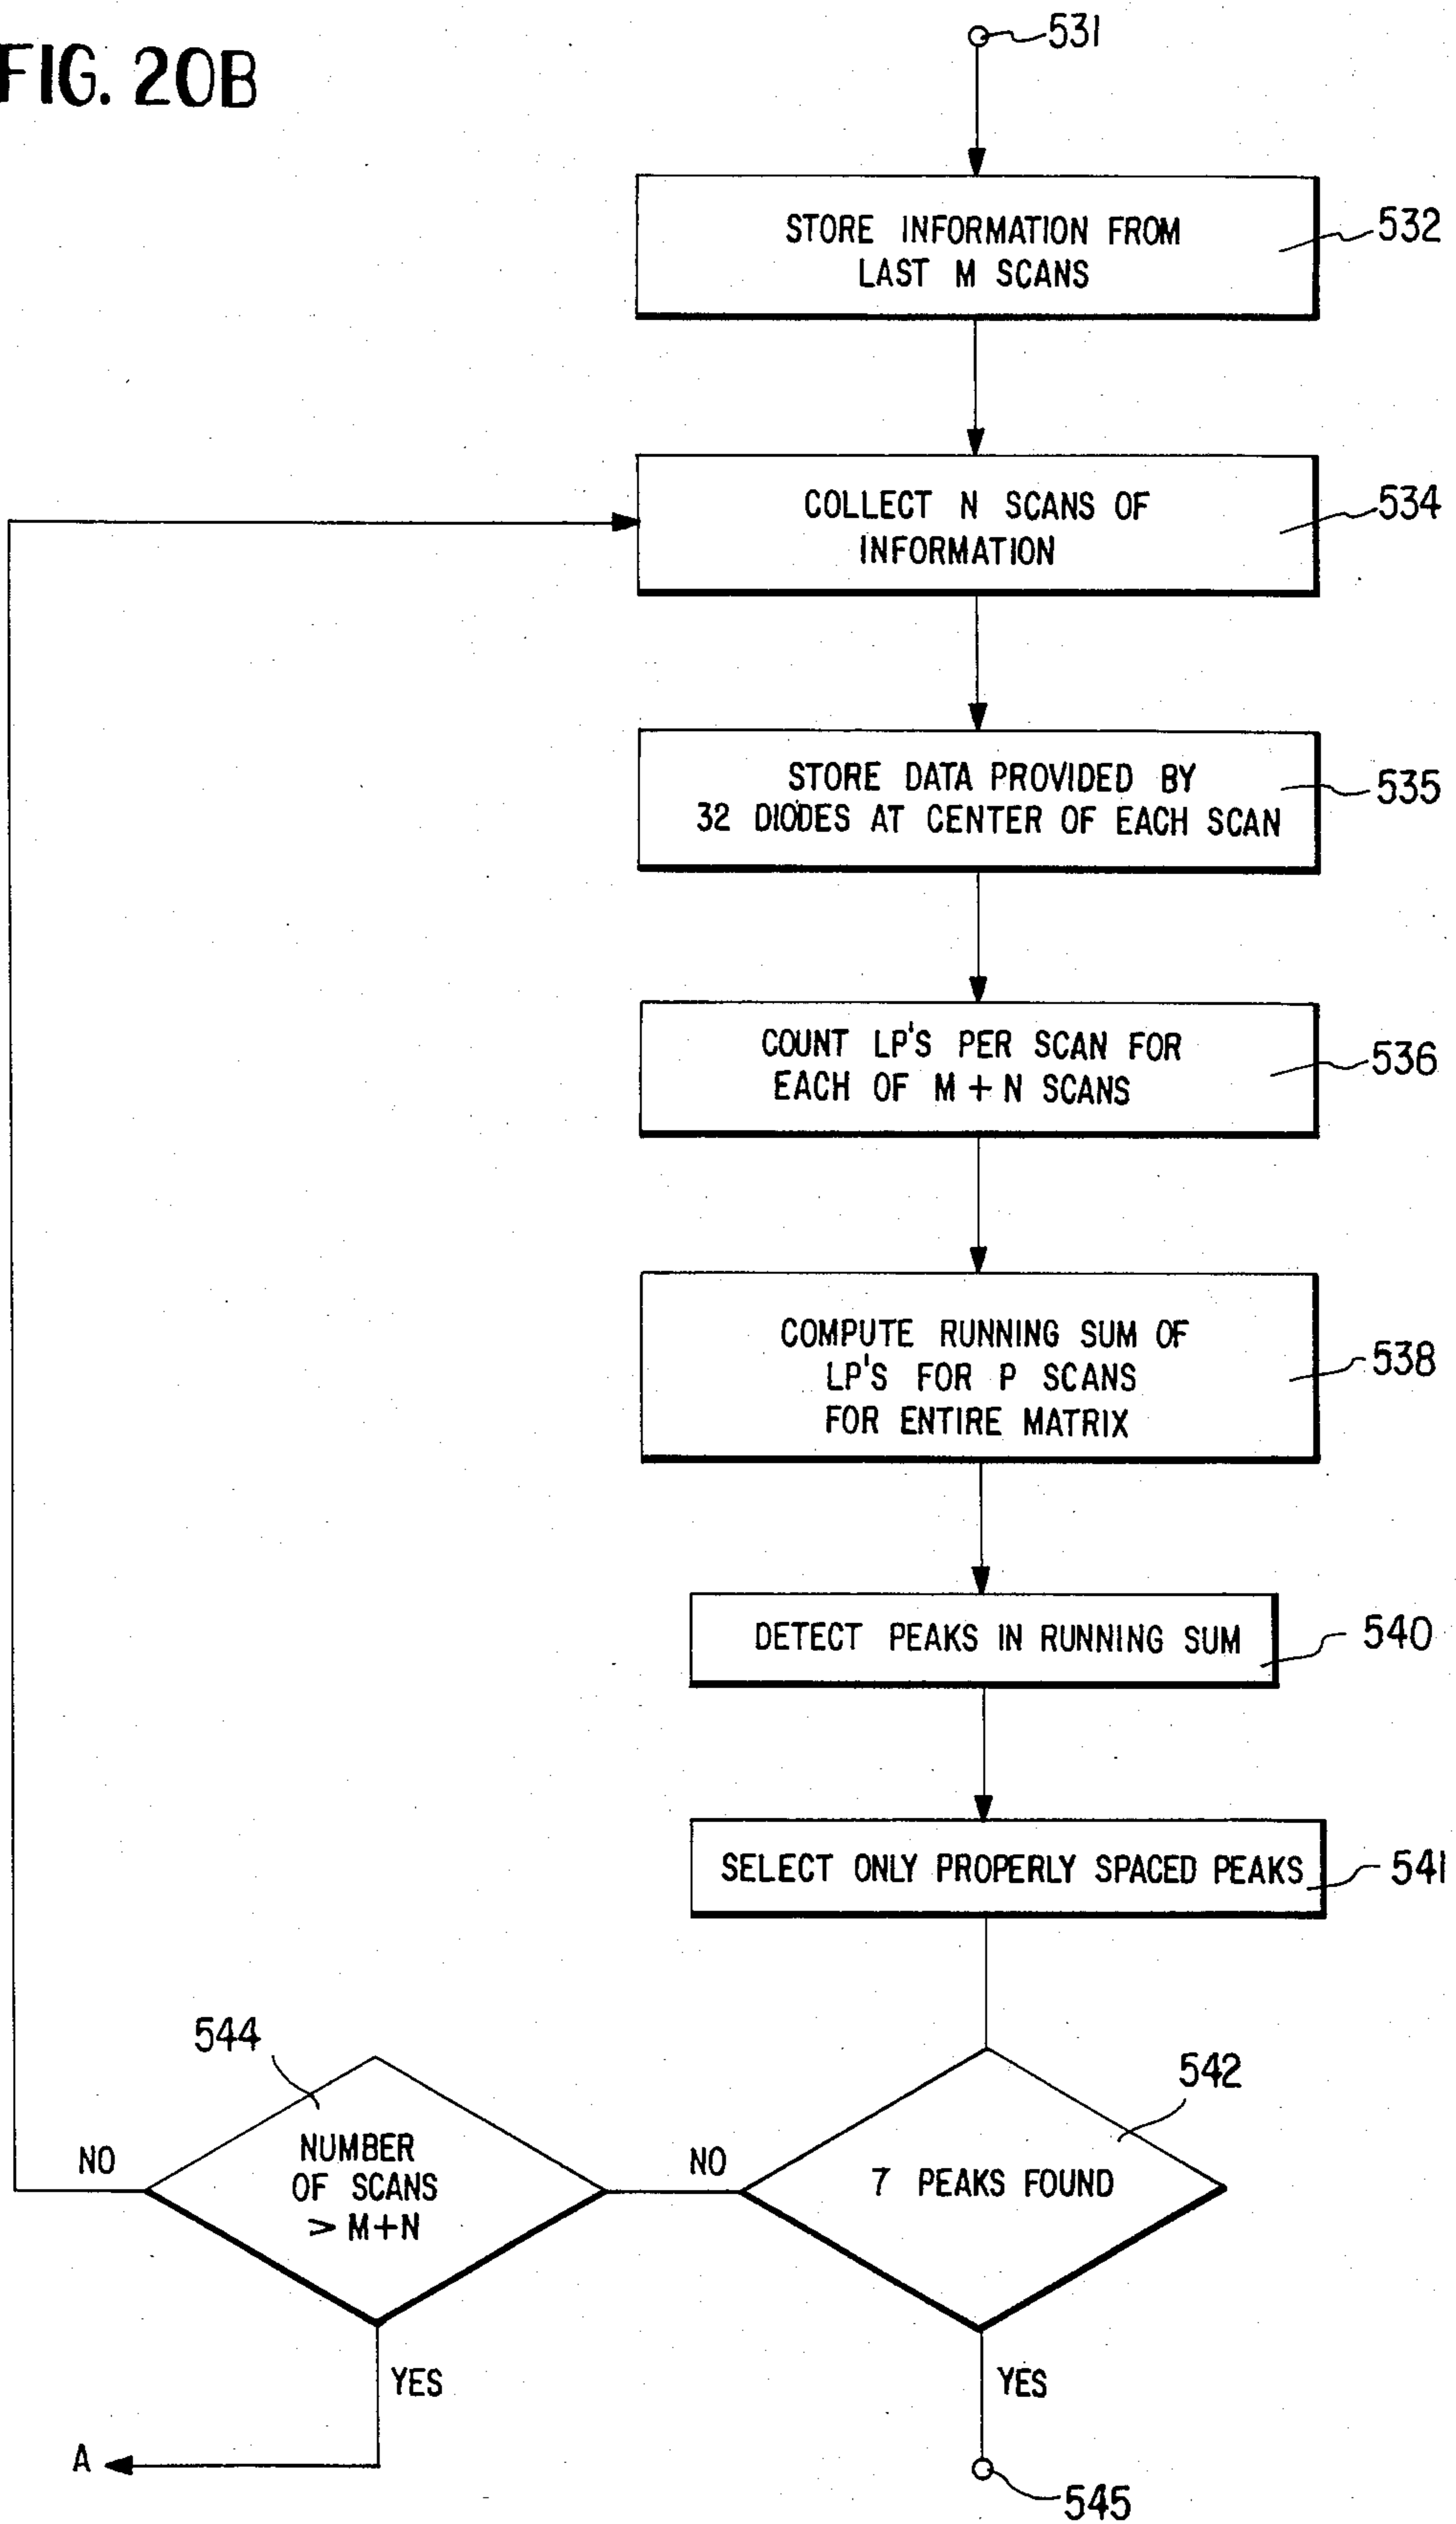 FIG. 20B
531
STORE INFORMATION FROM
LAST M SCANS
532
COLLECT N SCANS OF
INFORMATION
534
STORE DATA PROVIDED BY
32 DIODES AT CENTER OF EACH SCAN
535
COUNT LP'S PER SCAN FOR
EACH OF M + N SCANS
536
COMPUTE RUNNING SUM OF
LP'S FOR P SCANS
FOR ENTIRE MATRIX
538
DETECT PEAKS IN RUNNING SUM
540
SELECT ONLY PROPERLY SPACED PEAKS
541
544
NUMBER
OF SCANS
> M+N
NO
NO
542
7 PEAKS FOUND
YES
A
YES
545